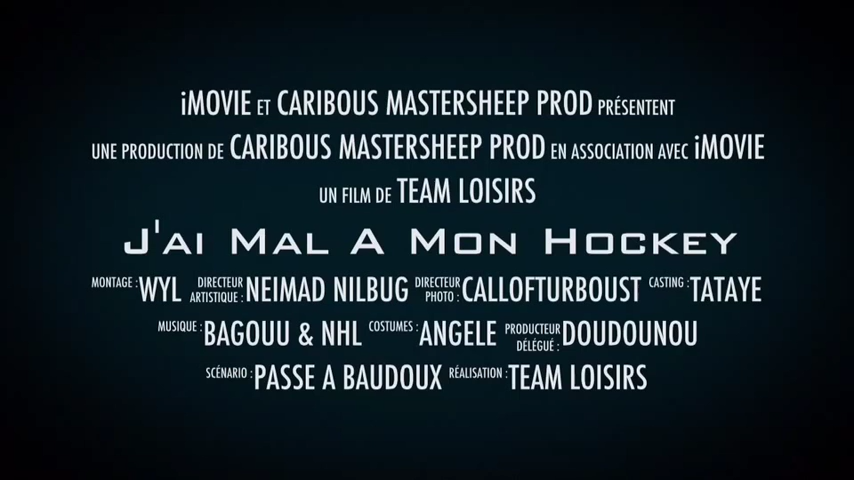 iMOVIE ET CARIBOUS MASTERSHEEP PROD PRÉSENTENT
UNE PRODUCTION DE CARIBOUS MASTERSHEEP PROD EN ASSOCIATION AVEC iMOVIE
UN FILM DE TEAM LOISIRS
J'AI MAL A MON HOCKEY
MONTAGE : WYL DIRECTEUR ARTISTIQUE : NEIMAD NILBUG DIRECTEUR PHOTO : CALLOFTURBOUST CASTING : TATAYE
MUSIQUE : BAGOUU & NHL COSTUMES : ANGELE PRODUCTEUR DÉLÉGUÉ : DOUDOUNOU
SCÉNARIO : PASSE A BAUDOUX RÉALISATION : TEAM LOISIRS